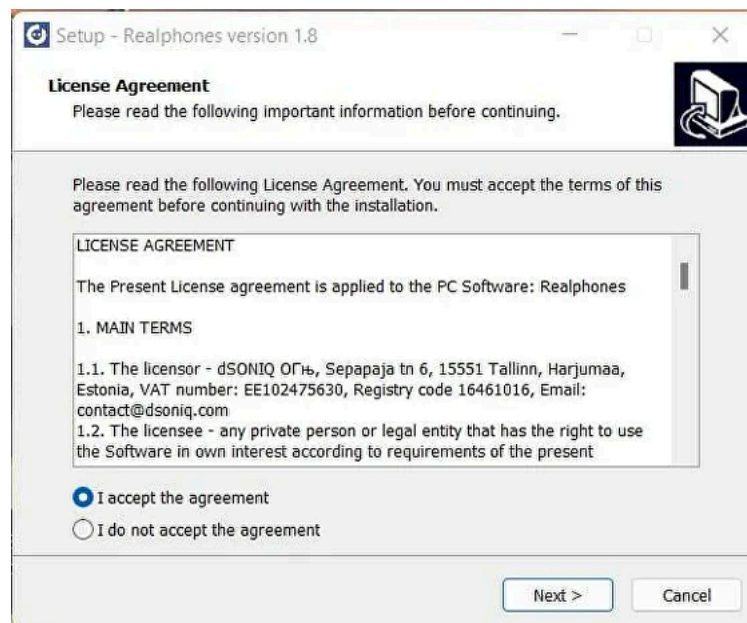 Setup - Realphones version 1.8
License Agreement
Please read the following important information before continuing.
Please read the following License Agreement. You must accept the terms of this
agreement before continuing with the installation.
LICENSE AGREEMENT
The Present License agreement is applied to the PC Software: Realphones
1. MAIN TERMS
1.1. The licensor - dSONIQ OГњ, Sepapaja tn 6, 15551 Tallinn, Harjumaa,
Estonia, VAT number: EE102475630, Registry code 16461016, Email:
contact@dsoniq.com
1.2. The licensee - any private person or legal entity that has the right to use
the Software in own interest according to requirements of the present
I accept the agreement
I do not accept the agreement
Next >
Cancel